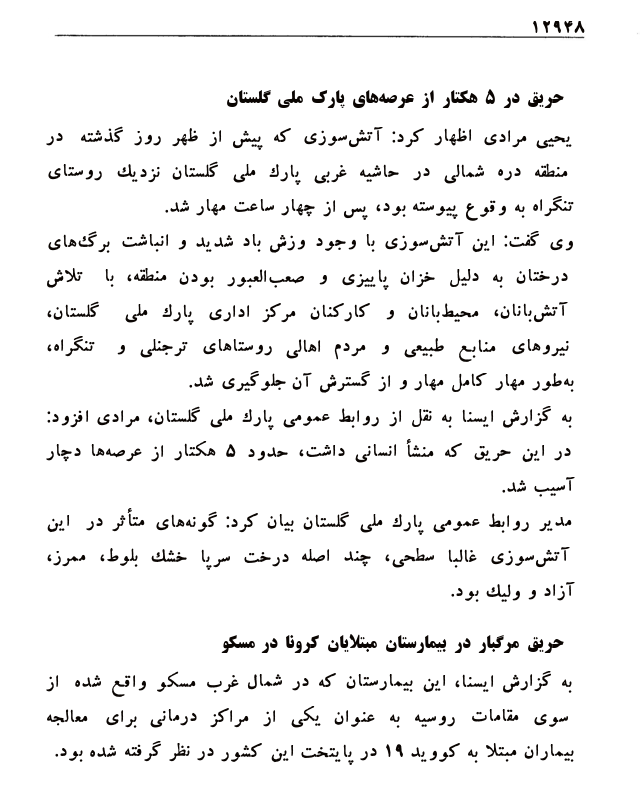 ۱۲۹۴۸
حریق در ۵ هکتار از عرصه‌های پارک ملی گلستان
یحیی مرادی اظهار کرد: آتش‌سوزی که پیش از ظهر روز گذشته در
منطقه دره شمالی در حاشیه غربی پارك ملی گلستان نزدیك روستای
تنگراه به وقوع پیوسته بود، پس از چهار ساعت مهار شد.
وی گفت: این آتش‌سوزی با وجود وزش باد شدید و انباشت برگ‌های
درختان به دلیل خزان پاییزی و صعب‌العبور بودن منطقه، با تلاش
آتش‌بانان، محیط‌بانان و کارکنان مرکز اداری پارك ملی گلستان،
نیروهای منابع طبیعی و مردم اهالی روستاهای ترجنلی و تنگراه،
به‌طور مهار کامل مهار و از گسترش آن جلوگیری شد.
به گزارش ایسنا به نقل از روابط عمومی پارك ملی گلستان، مرادی افزود:
در این حریق که منشأ انسانی داشت، حدود ۵ هکتار از عرصه‌ها دچار
آسیب شد.
مدیر روابط عمومی پارك ملی گلستان بیان کرد: گونه‌های متأثر در این
آتش‌سوزی غالبا سطحی، چند اصله درخت سرپا خشك بلوط، ممرز،
آزاد و ولیك بود.
حریق مرگبار در بیمارستان مبتلایان کرونا در مسکو
به گزارش ایسنا، این بیمارستان که در شمال غرب مسکو واقع شده از
سوی مقامات روسیه به عنوان یکی از مراکز درمانی برای معالجه
بیماران مبتلا به کووید ۱۹ در پایتخت این کشور در نظر گرفته شده بود.